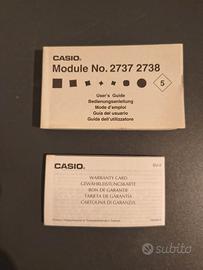 CASIO.
Module No. 2737 2738
5
User's Guide
Bedienungsanleitung
Mode d'emploi
Guía del usuario
Guida dell'utilizzatore
CASIO.
WARRANTY CARD
GEWÄHRLEISTUNGSKARTE
BON DE GARANTIE
TARJETA DE GARANTÍA
CARTOLINA DI GARANZIA
subito